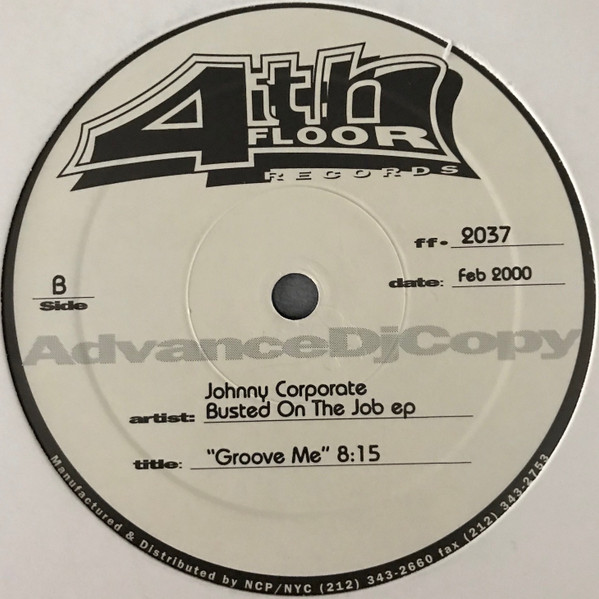 4th
FLOOR
RECORDS
ff. 2037
B
Side
date: Feb 2000
AdvanceDjCopy
Johnny Corporate
artist: Busted On The Job ep
title: "Groove Me" 8:15
Manufactured & Distributed by NCP/NYC (212) 343-2660 fax (212) 343-2753